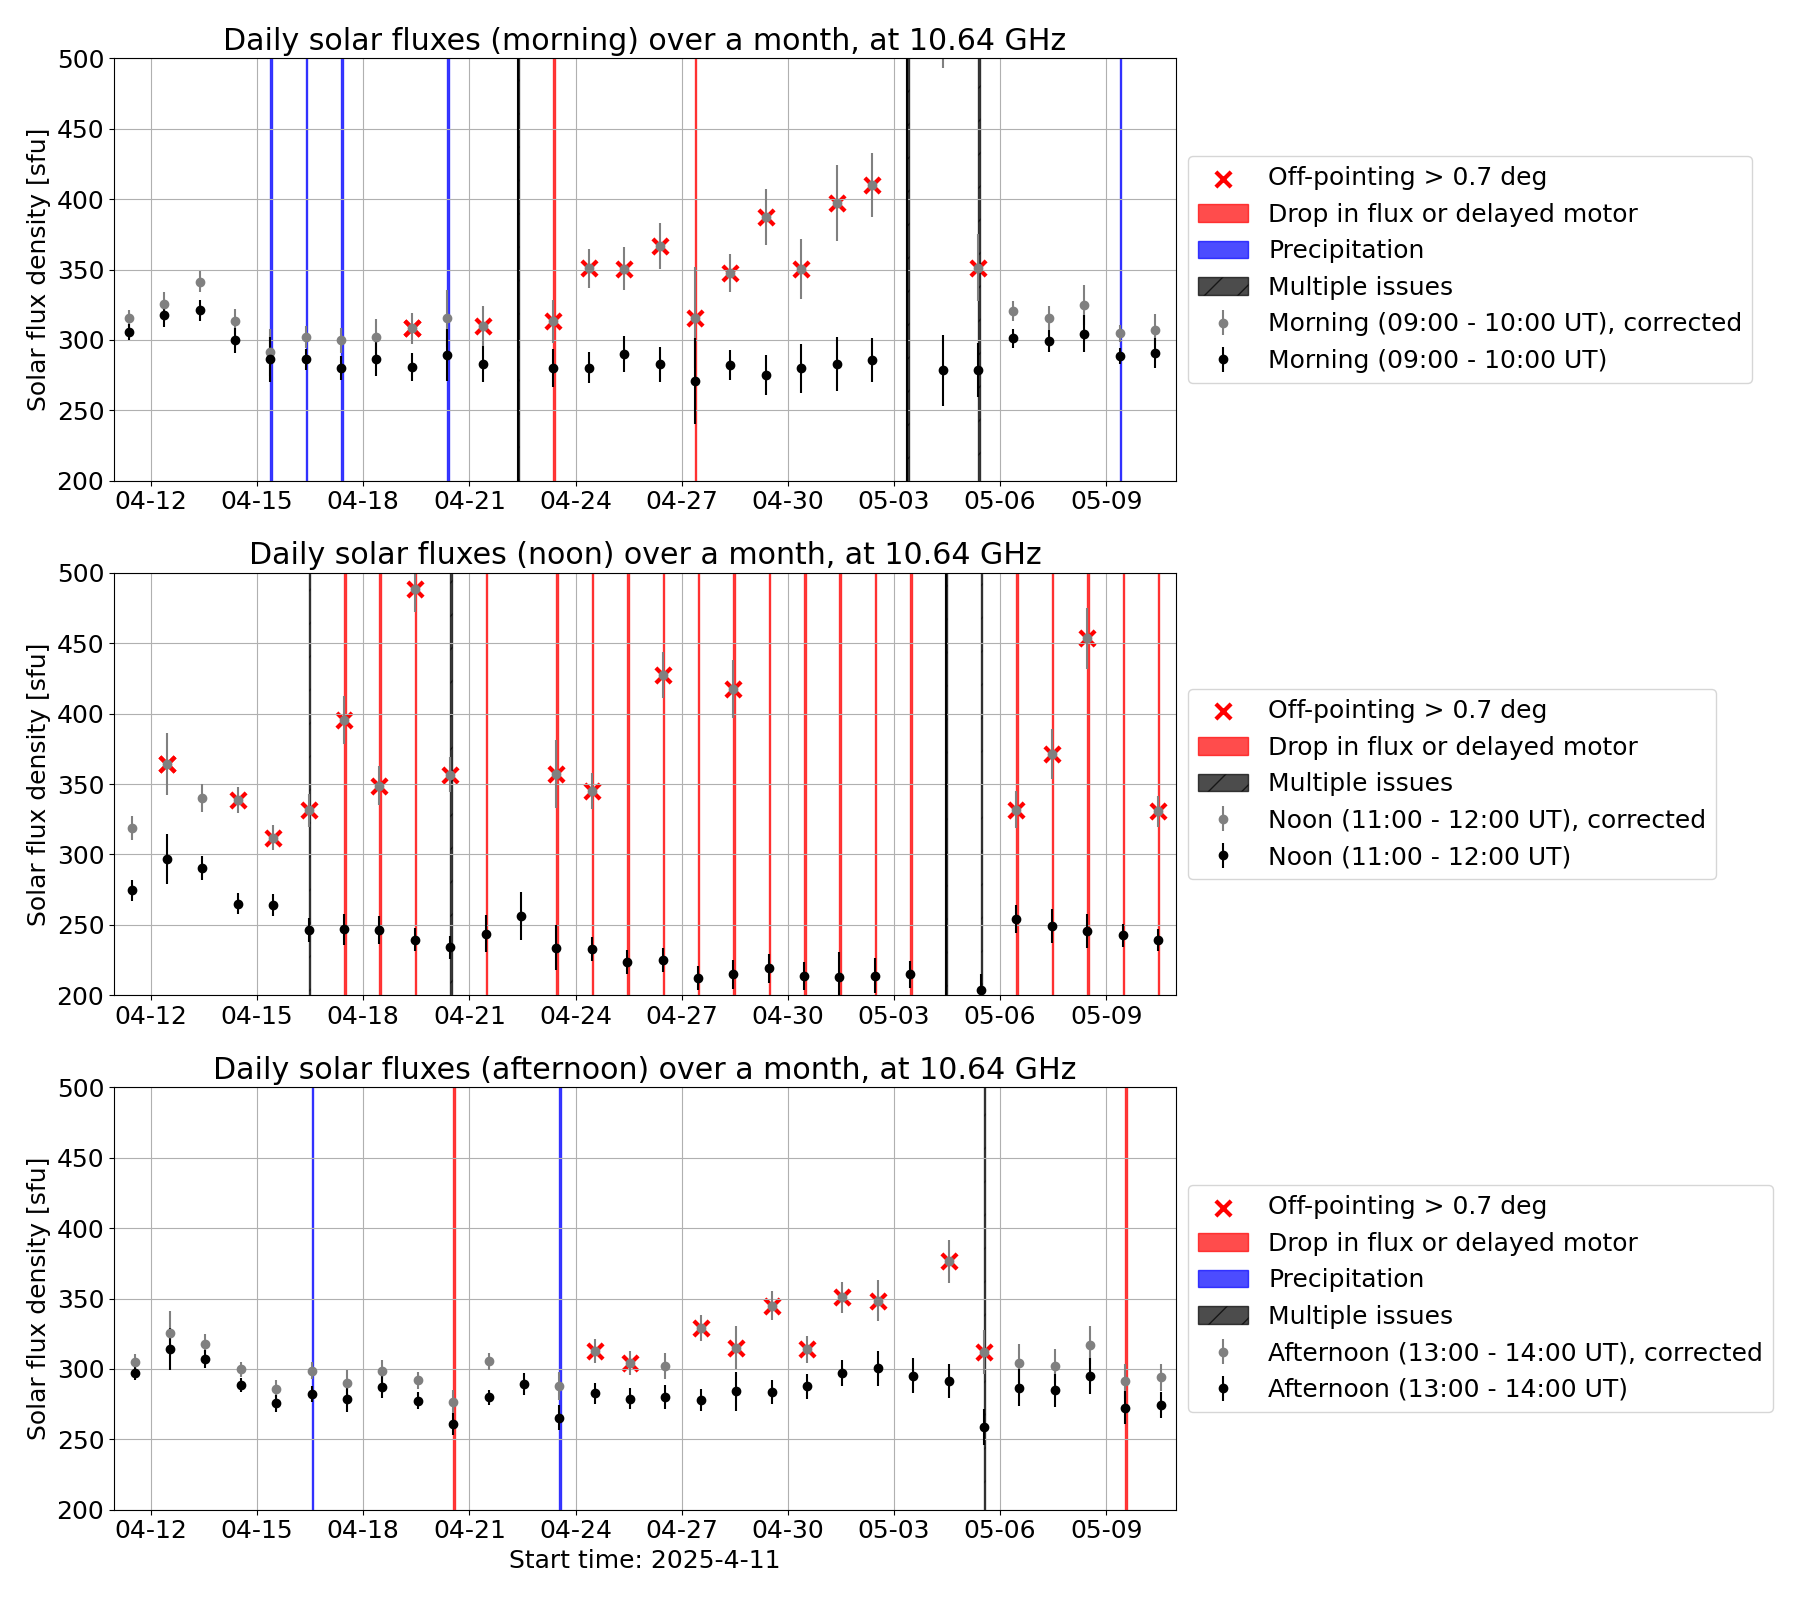 Daily solar fluxes (morning) over a month, at 10.64 GHz
Solar flux density [sfu]
500
450
400
350
300
250
200
04-12 04-15 04-18 04-21 04-24 04-27 04-30 05-03 05-06 05-09
Off-pointing > 0.7 deg
Drop in flux or delayed motor
Precipitation
Multiple issues
Morning (09:00 - 10:00 UT), corrected
Morning (09:00 - 10:00 UT)
Daily solar fluxes (noon) over a month, at 10.64 GHz
Solar flux density [sfu]
500
450
400
350
300
250
200
04-12 04-15 04-18 04-21 04-24 04-27 04-30 05-03 05-06 05-09
Off-pointing > 0.7 deg
Drop in flux or delayed motor
Multiple issues
Noon (11:00 - 12:00 UT), corrected
Noon (11:00 - 12:00 UT)
Daily solar fluxes (afternoon) over a month, at 10.64 GHz
Solar flux density [sfu]
500
450
400
350
300
250
200
04-12 04-15 04-18 04-21 04-24 04-27 04-30 05-03 05-06 05-09
Start time: 2025-4-11
Off-pointing > 0.7 deg
Drop in flux or delayed motor
Precipitation
Multiple issues
Afternoon (13:00 - 14:00 UT), corrected
Afternoon (13:00 - 14:00 UT)